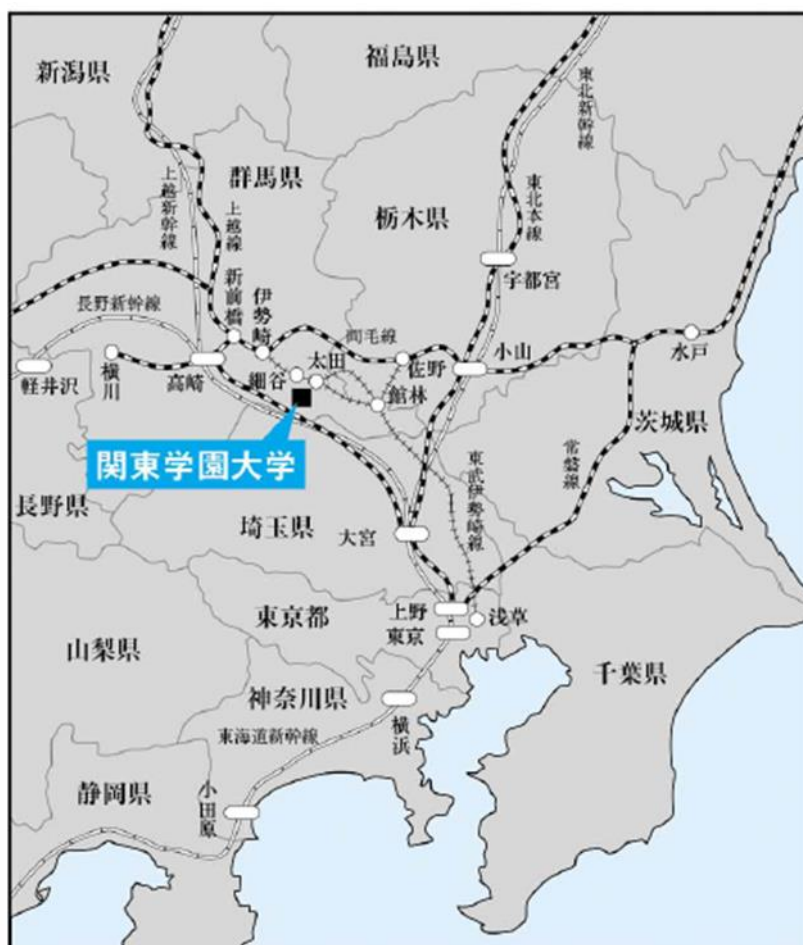 新潟県
福島県
東北新幹線
上越新幹線
群馬県
上越線
栃木県
東北本線
宇都宮
長野新幹線
新前橋
伊勢崎
両毛線
小山
水戸
軽井沢
横川
高崎
細谷
太田
佐野
館林
茨城県
関東学園大学
長野県
埼玉県
大宮
東武伊勢崎線
常磐線
東京都
上野
浅草
東京
山梨県
千葉県
神奈川県
東海道新幹線
横浜
静岡県
小田原